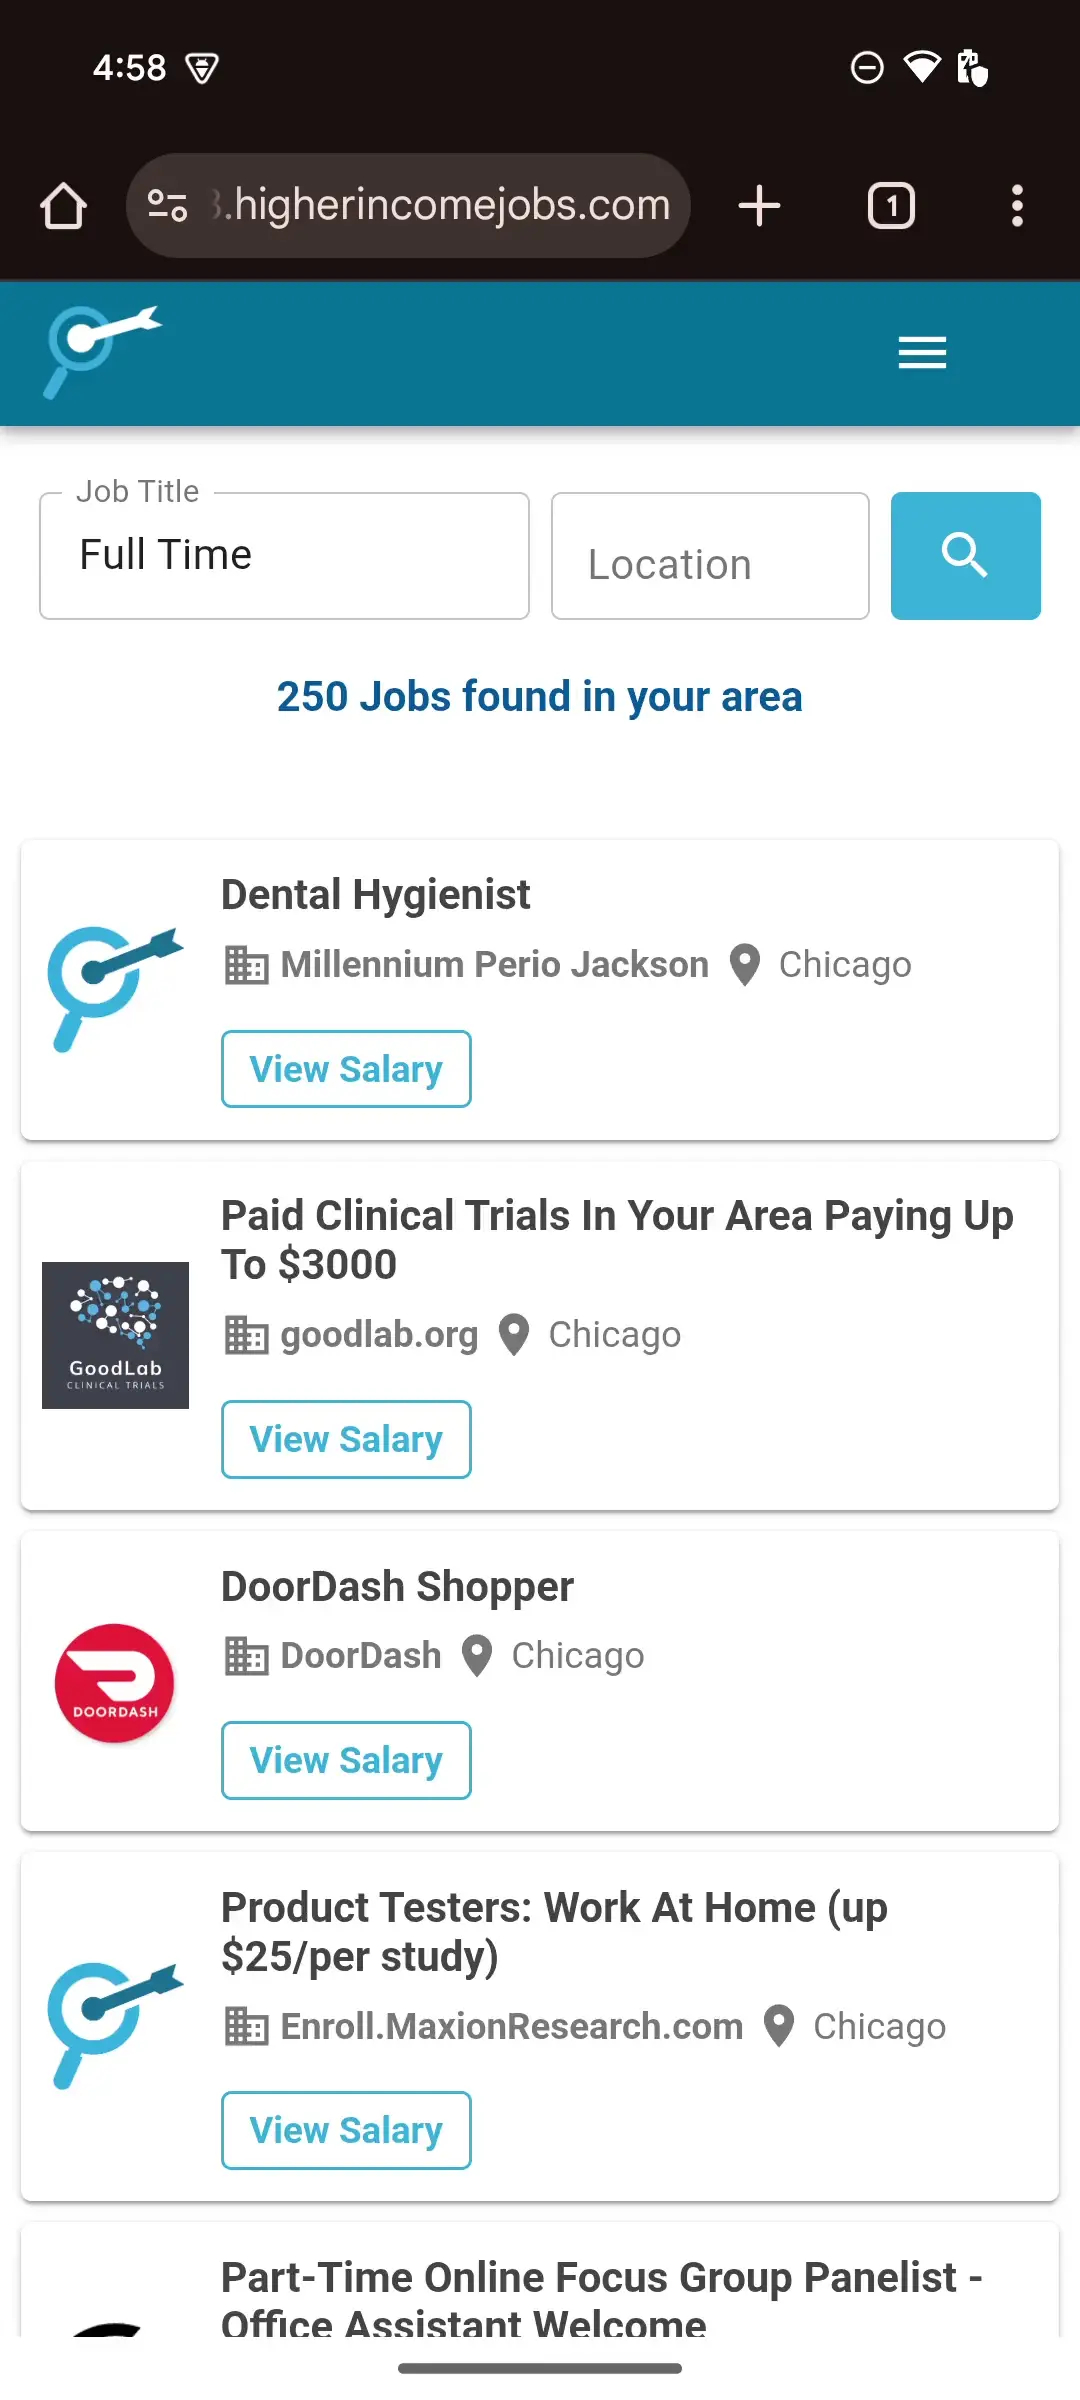 4:58
.higherincomejobs.com
1
Job Title
Full Time
Location
250 Jobs found in your area
Dental Hygienist
Millennium Perio Jackson Chicago
View Salary
Paid Clinical Trials In Your Area Paying Up
To $3000
goodlab.org Chicago
GoodLab
CLINICAL TRIALS
View Salary
DoorDash Shopper
DoorDash Chicago
DOORDASH
View Salary
Product Testers: Work At Home (up
$25/per study)
Enroll.MaxionResearch.com Chicago
View Salary
Part-Time Online Focus Group Panelist -
Office Assistant Welcome